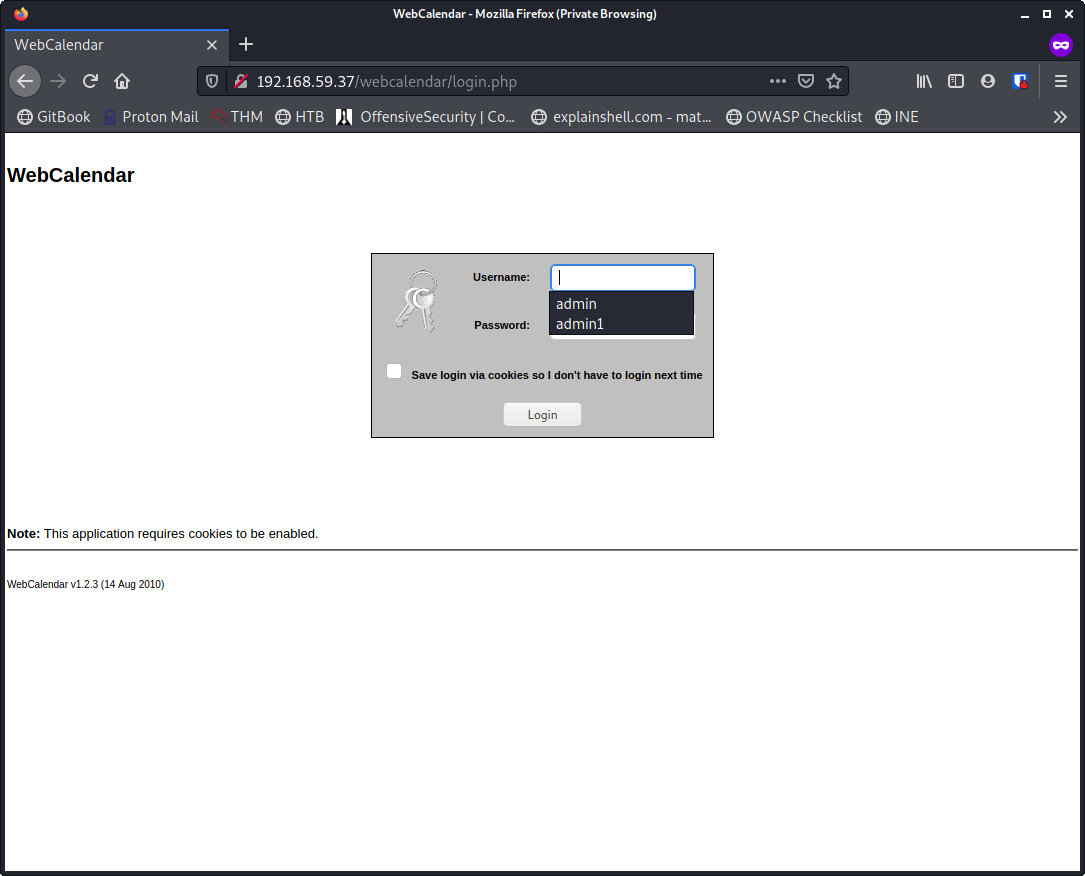 WebCalendar - Mozilla Firefox (Private Browsing)
WebCalendar
192.168.59.37/webcalendar/login.php
GitBook Proton Mail THM HTB OffensiveSecurity | Co... explainshell.com - mat... OWASP Checklist INE
WebCalendar
Username:
admin
admin1
Password:
Save login via cookies so I don't have to login next time
Login
Note: This application requires cookies to be enabled.
WebCalendar v1.2.3 (14 Aug 2010)